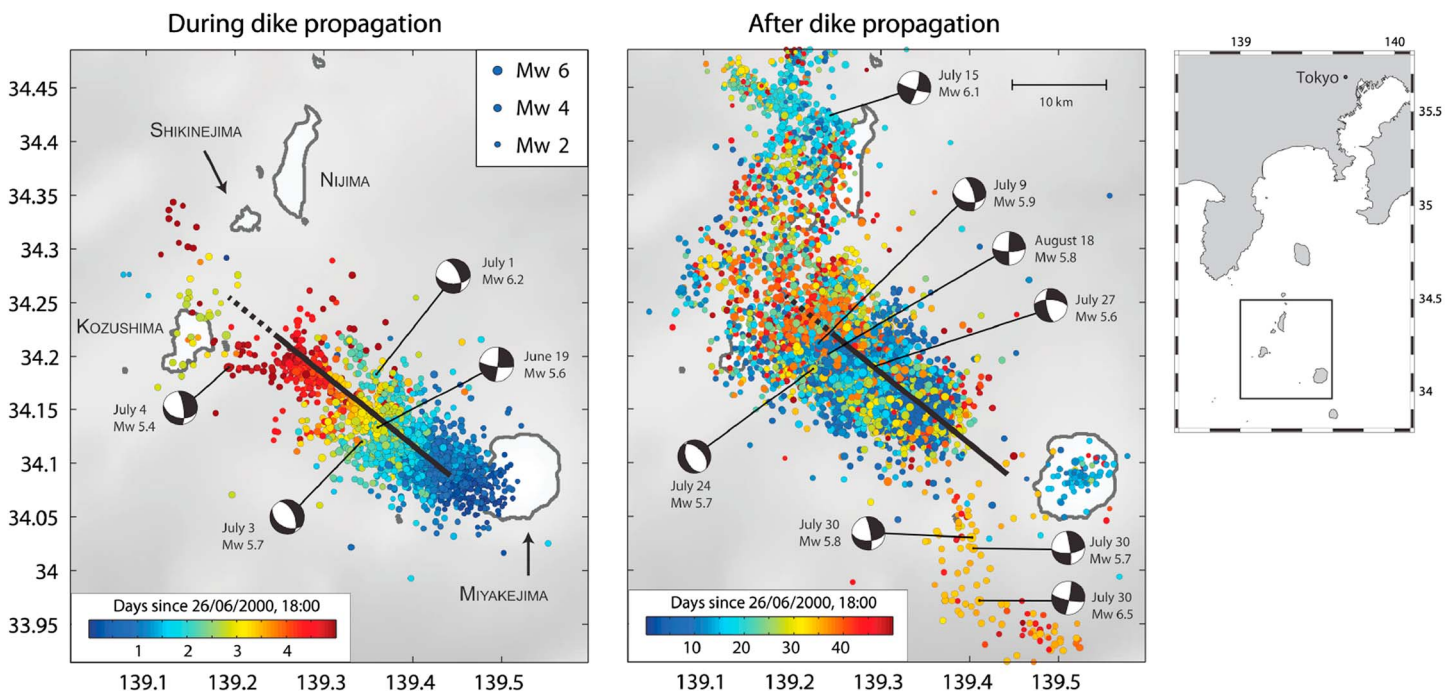 During dike propagation
After dike propagation
Mw 6
Mw 4
Mw 2
SHIKINEJIMA
NIJIMA
KOZUSHIMA
MIYAKEJIMA
July 1
Mw 6.2
June 19
Mw 5.6
July 4
Mw 5.4
July 3
Mw 5.7
Days since 26/06/2000, 18:00
1 2 3 4
34.45
34.4
34.35
34.3
34.25
34.2
34.15
34.1
34.05
34
33.95
139.1 139.2 139.3 139.4 139.5
July 15
Mw 6.1
10 km
July 9
Mw 5.9
August 18
Mw 5.8
July 27
Mw 5.6
July 24
Mw 5.7
July 30
Mw 5.8
July 30
Mw 5.7
July 30
Mw 6.5
Days since 26/06/2000, 18:00
10 20 30 40
139.1 139.2 139.3 139.4 139.5
139 140
Tokyo
35.5
35
34.5
34